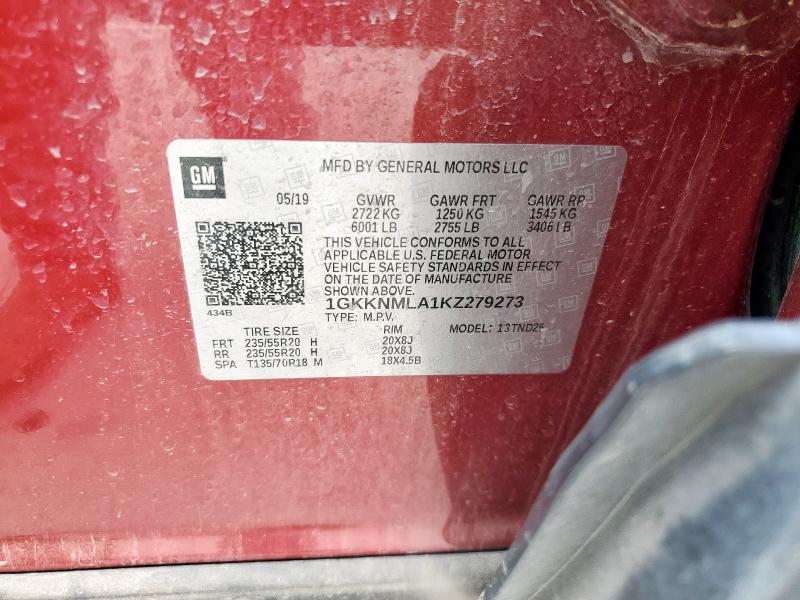 GM
MFD BY GENERAL MOTORS LLC
05/19 GVWR GAWR FRT GAWR RR
2722 KG 1250 KG 1545 KG
6001 LB 2755 LB 3406 LB
THIS VEHICLE CONFORMS TO ALL
APPLICABLE U.S. FEDERAL MOTOR
VEHICLE SAFETY STANDARDS IN EFFECT
ON THE DATE OF MANUFACTURE
SHOWN ABOVE.
1GKKNMLA1KZ279273
434B
TYPE: M.P.V.
TIRE SIZE RIM MODEL: 13TND26
FRT 235/55R20 H 20X8J
RR 235/55R20 H 20X8J
SPA T135/70R18 M 18X4.5B